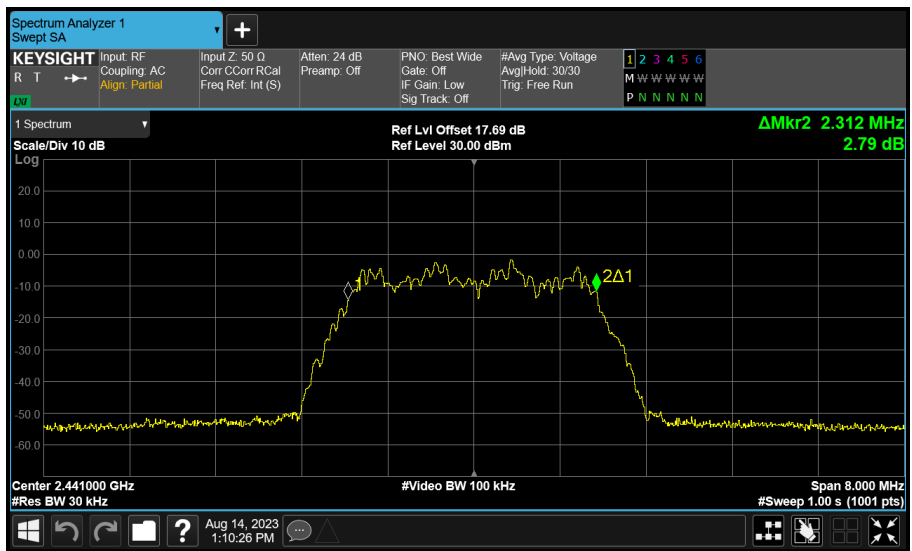 Spectrum Analyzer 1
Swept SA
+
KEYSIGHT
R T
LXI
Input: RF
Coupling: AC
Align: Partial
Input Z: 50 Ω
Corr CCorr RCal
Freq Ref: Int (S)
Atten: 24 dB
Preamp: Off
PNO: Best Wide
Gate: Off
IF Gain: Low
Sig Track: Off
#Avg Type: Voltage
Avg|Hold: 30/30
Trig: Free Run
1 2 3 4 5 6
M W W W W W
P N N N N N
1 Spectrum
Scale/Div 10 dB
Ref Lvl Offset 17.69 dB
Ref Level 30.00 dBm
ΔMkr2 2.312 MHz
2.79 dB
Log
20.0
10.0
0.00
-10.0
-20.0
-30.0
-40.0
-50.0
-60.0
1
2Δ1
Center 2.441000 GHz
#Res BW 30 kHz
#Video BW 100 kHz
Span 8.000 MHz
#Sweep 1.00 s (1001 pts)
?
Aug 14, 2023
1:10:26 PM